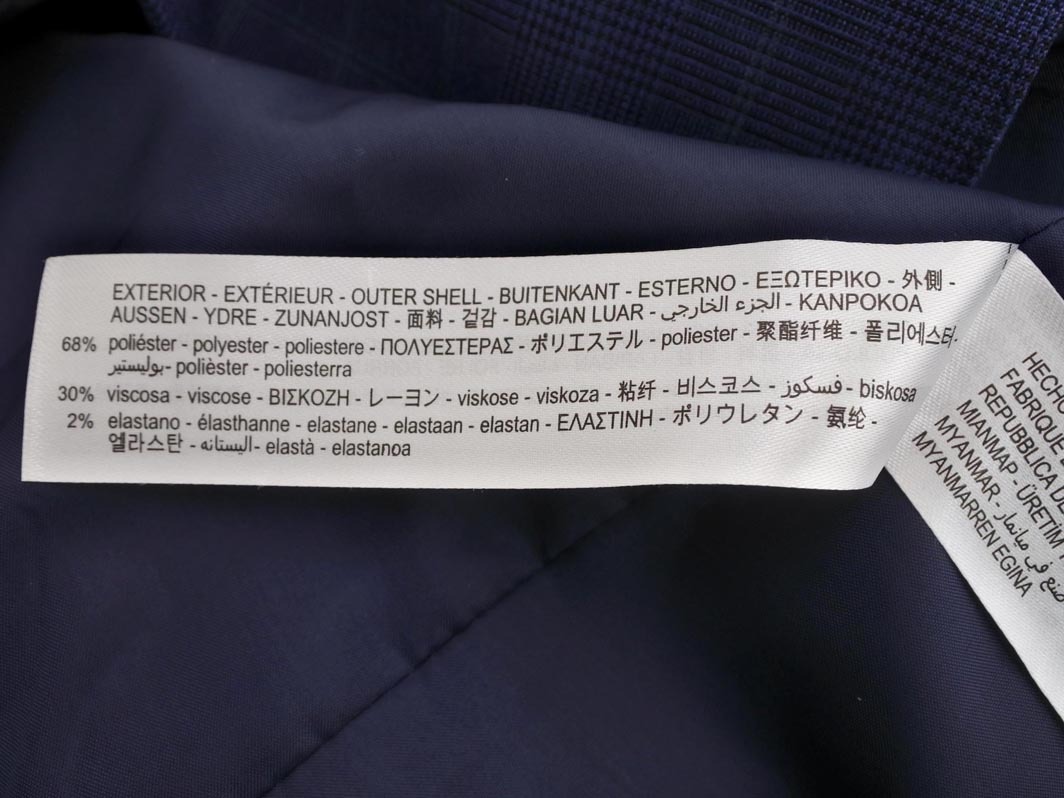 EXTERIOR - EXTÉRIEUR - OUTER SHELL - BUITENKANT - ESTERNO - ΕΞΩΤΕΡΙΚΟ - 外側 -
AUSSEN - YDRE - ZUNANJOST - 面料 - 겉감 - BAGIAN LUAR - الجزء الخارجي - KANPOKOA
68% poliéster - polyester - poliestere - ΠΟΛΥΕΣΤΕΡΑΣ - ポリエステル - poliester - 聚酯纤维 - 폴리에스터-
بوليستير - polièster - poliesterra
30% viscosa - viscose - ΒΙΣΚΟΖΗ - レーヨン - viskose - viskoza - 粘纤 - 비스코스 - فسكوز - biskosa
2% elastano - élasthanne - elastane - elastaan - elastan - ΕΛΑΣΤΙΝΗ - ポリウレタン - 氨纶 -
엘라스탄 - اليستانه - elastà - elastanoa
FABRIQUE
REPUBBLICA DE
MIANMAP - ÜRETİM
MYANMAR - صنع في ميانمار
MYANMARREN EGINA